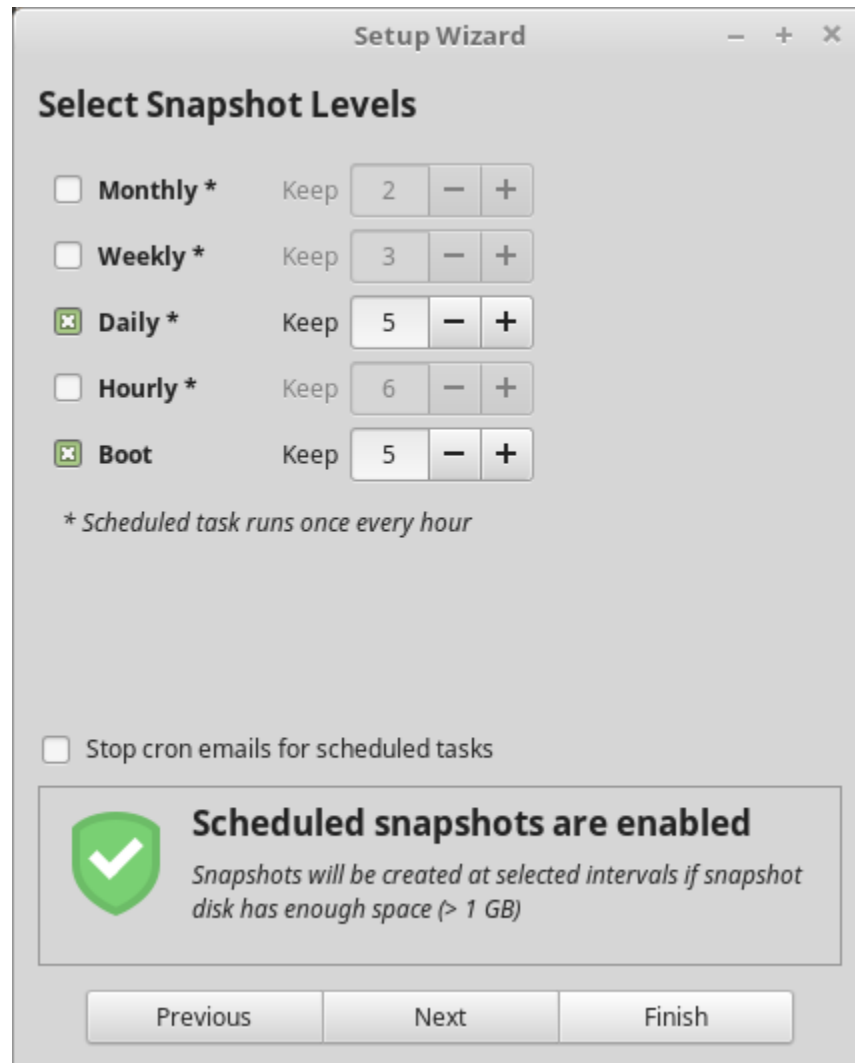 Setup Wizard
Select Snapshot Levels
Monthly * Keep 2 − +
Weekly * Keep 3 − +
Daily * Keep 5 − +
Hourly * Keep 6 − +
Boot Keep 5 − +
* Scheduled task runs once every hour
Stop cron emails for scheduled tasks
Scheduled snapshots are enabled
Snapshots will be created at selected intervals if snapshot
disk has enough space (> 1 GB)
Previous Next Finish